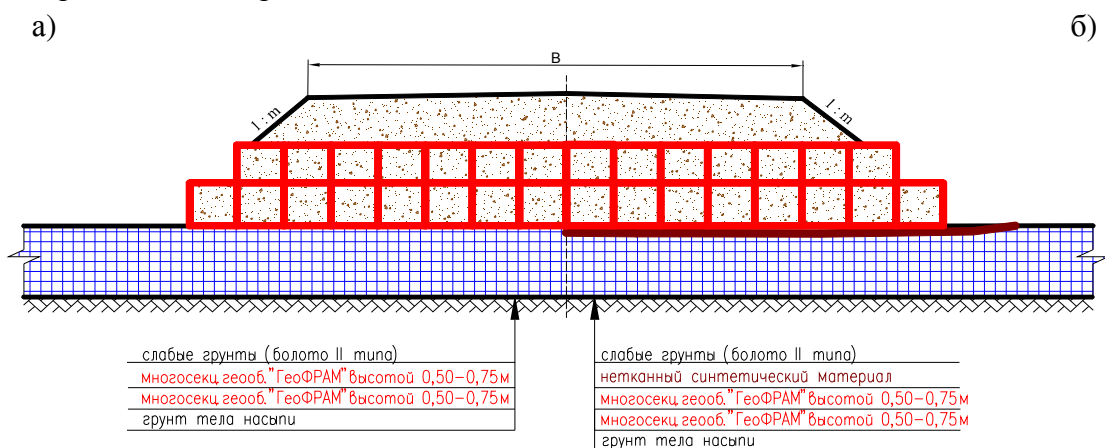 а)
б)
B
1:m
1:m
слабые грунты (болото II типа)
многосекц.геооб."ГеоФРАМ"высотой 0,50-0,75м
многосекц.геооб."ГеоФРАМ"высотой 0,50-0,75м
грунт тела насыпи
слабые грунты (болото II типа)
нетканный синтетический материал
многосекц.геооб."ГеоФРАМ"высотой 0,50-0,75м
многосекц.геооб."ГеоФРАМ"высотой 0,50-0,75м
грунт тела насыпи